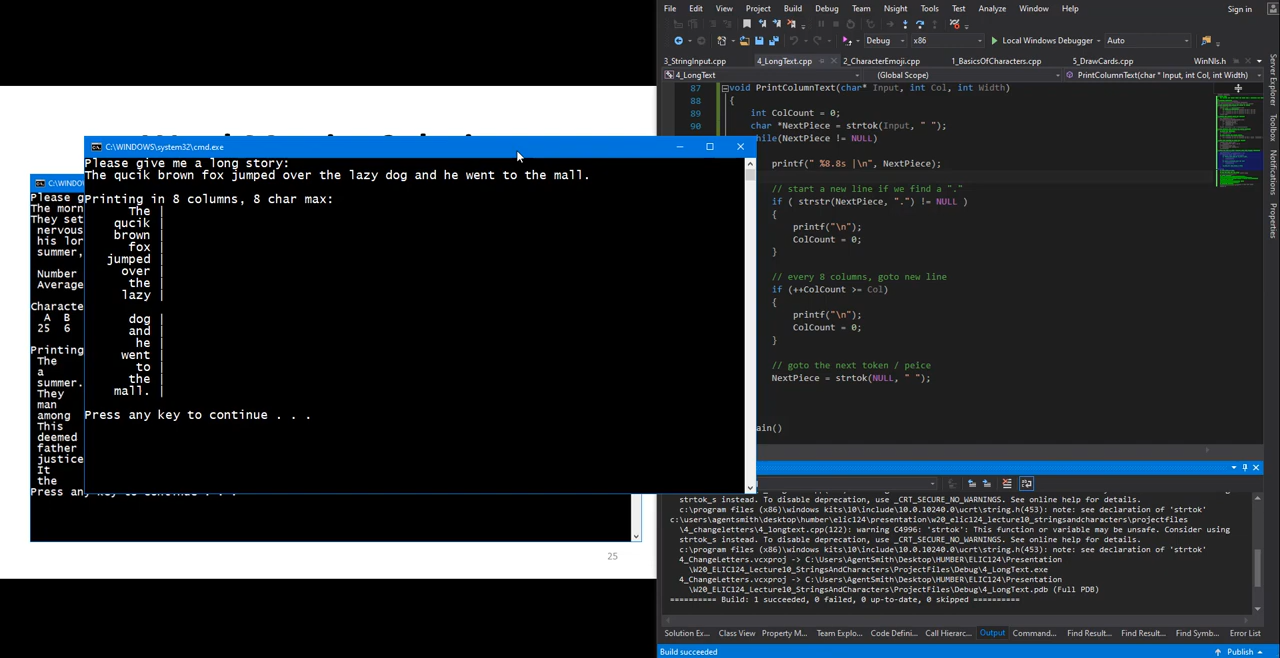 File Edit View Project Build Debug Team Nsight Tools Test Analyze Window Help Sign in
Debug x86 Local Windows Debugger Auto
3_StringInput.cpp 4_LongText.cpp 2_CharacterEmoji.cpp 1_BasicsOfCharacters.cpp 5_DrawCards.cpp WinNls.h
4_LongText (Global Scope) PrintColumnText(char * Input, int Col, int Width)
87 void PrintColumnText(char* Input, int Col, int Width)
88 {
89 int ColCount = 0;
90 char *NextPiece = strtok(Input, " ");
hile(NextPiece != NULL)
printf(" %8.8s |\n", NextPiece);
// start a new line if we find a "."
if ( strstr(NextPiece, ".") != NULL )
{
printf("\n");
ColCount = 0;
}
// every 8 columns, goto new line
if (++ColCount >= Col)
{
printf("\n");
ColCount = 0;
}
// goto the next token / peice
NextPiece = strtok(NULL, " ");
ain()
C:\WINDOWS\system32\cmd.exe
Please give me a long story:
The qucik brown fox jumped over the lazy dog and he went to the mall.
Printing in 8 columns, 8 char max:
The |
qucik |
brown |
fox |
jumped |
over |
the |
lazy |
dog |
and |
he |
went |
to |
the |
mall. |
Press any key to continue . . .
C:\WINDO
Please g
The morn
They set
nervous
his lor
summer,
Number
Average
Characte
A B
25 6
Printing
The
a
summer.
They
man
among
This
deemed
father
justice
It
the
25
strtok_s instead. To disable deprecation, use _CRT_SECURE_NO_WARNINGS. See online help for details.
c:\program files (x86)\windows kits\10\include\10.0.10240.0\ucrt\string.h(453): note: see declaration of 'strtok'
c:\users\agentsmith\desktop\humber\elic124\presentation\w20_elic124_lecture10_stringsandcharacters\projectfiles
\4_changeletters\4_longtext.cpp(122): warning C4996: 'strtok': This function or variable may be unsafe. Consider using
strtok_s instead. To disable deprecation, use _CRT_SECURE_NO_WARNINGS. See online help for details.
c:\program files (x86)\windows kits\10\include\10.0.10240.0\ucrt\string.h(453): note: see declaration of 'strtok'
4_ChangeLetters.vcxproj -> C:\Users\AgentSmith\Desktop\HUMBER\ELIC124\Presentation
\W20_ELIC124_Lecture10_StringsAndCharacters\ProjectFiles\Debug\4_LongText.exe
4_ChangeLetters.vcxproj -> C:\Users\AgentSmith\Desktop\HUMBER\ELIC124\Presentation
\W20_ELIC124_Lecture10_StringsAndCharacters\ProjectFiles\Debug\4_LongText.pdb (Full PDB)
========== Build: 1 succeeded, 0 failed, 0 up-to-date, 0 skipped ==========
Solution Ex... Class View Property M... Team Explo... Code Defini... Call Hierarc... Output Command... Find Result... Find Result... Find Symb... Error List
Build succeeded Publish
Server Explorer
Toolbox
Notifications
Properties